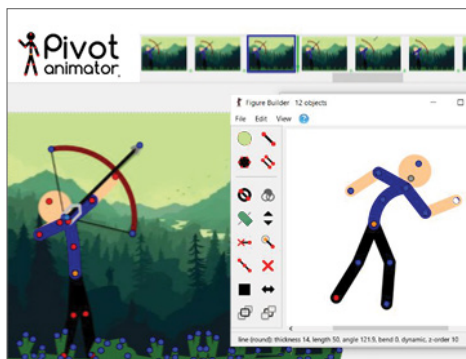 Pivot
animator
Figure Builder 12 objects
File Edit View ?
line (round): thickness 14, length 50, angle 121.9, bend 0, dynamic, z-order 10